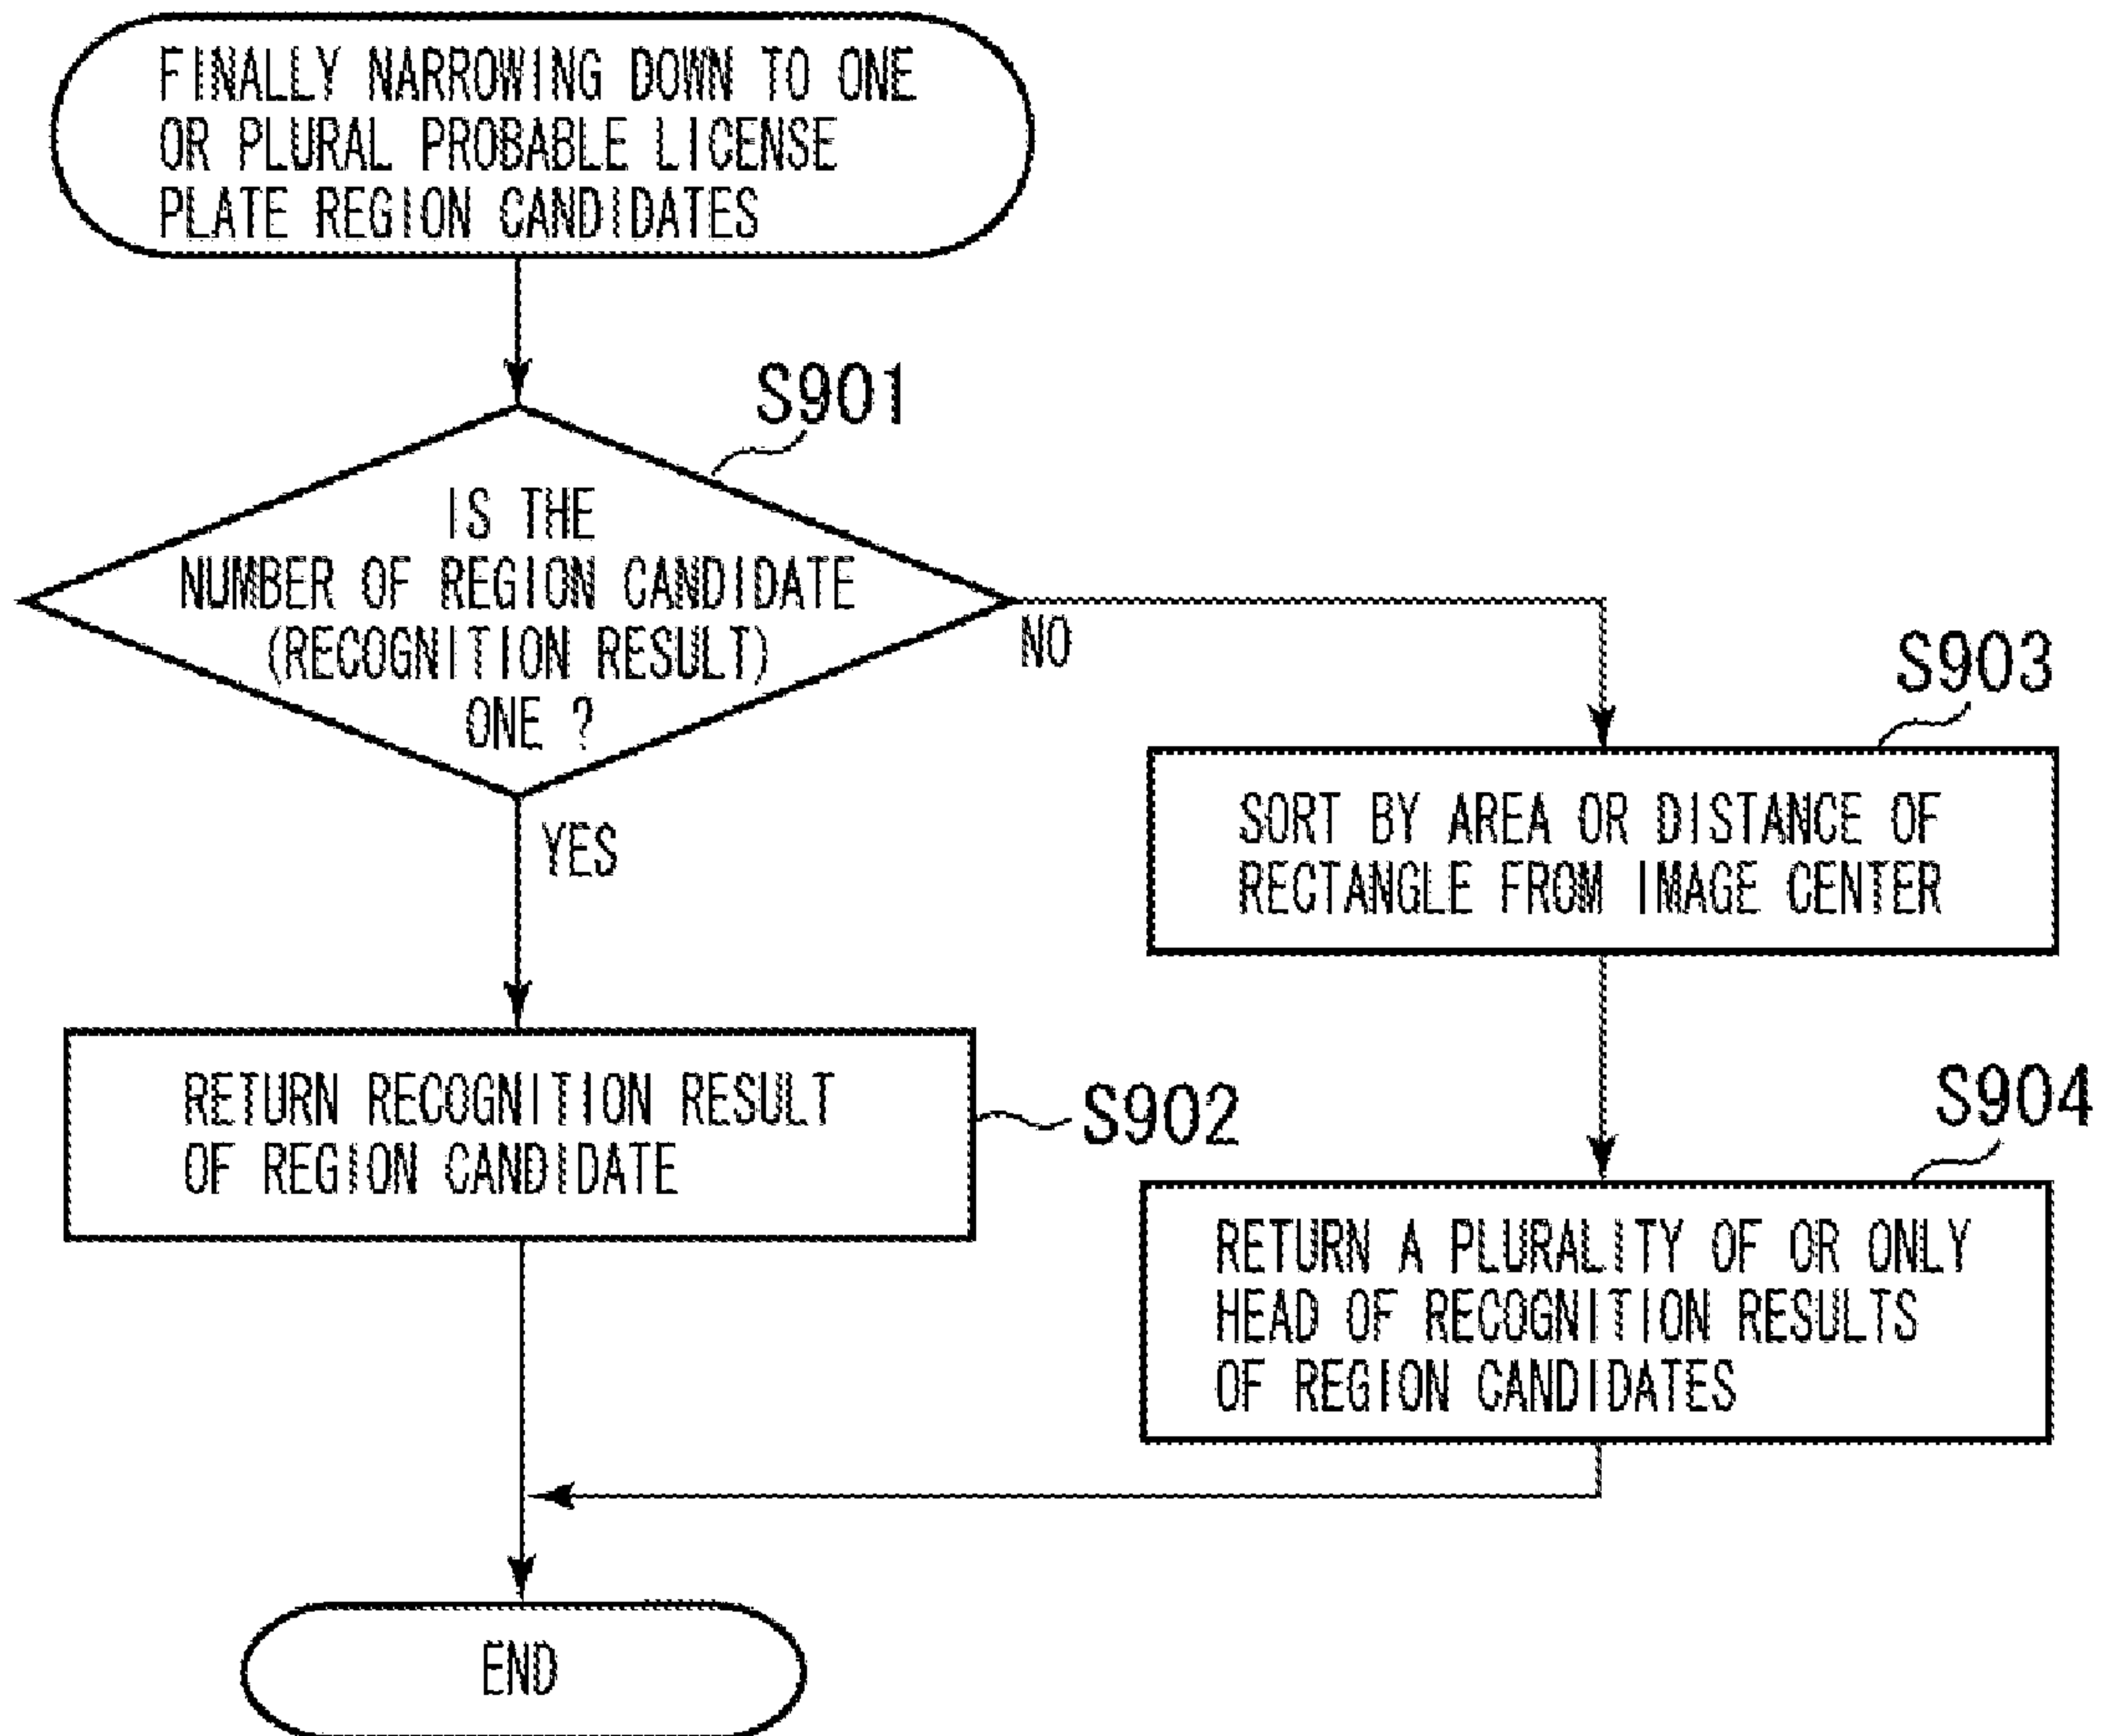 FINALLY NARROWING DOWN TO ONE
OR PLURAL PROBABLE LICENSE
PLATE REGION CANDIDATES
S901
IS THE
NUMBER OF REGION CANDIDATE
(RECOGNITION RESULT)
ONE ?
NO
YES
S903
SORT BY AREA OR DISTANCE OF
RECTANGLE FROM IMAGE CENTER
RETURN RECOGNITION RESULT
OF REGION CANDIDATE
S902
S904
RETURN A PLURALITY OF OR ONLY
HEAD OF RECOGNITION RESULTS
OF REGION CANDIDATES
END